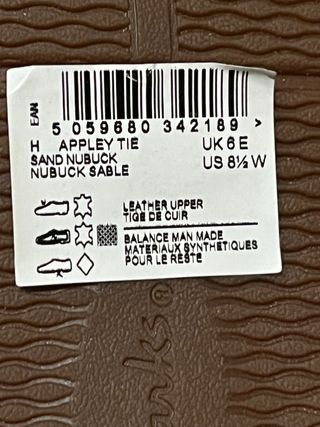 EAN
5 059680 342189 >
H APPLEY TIE UK 6 E
SAND NUBUCK US 8½ W
NUBUCK SABLE
LEATHER UPPER
TIGE DE CUIR
BALANCE MAN MADE
MATERIAUX SYNTHETIQUES
POUR LE RESTE